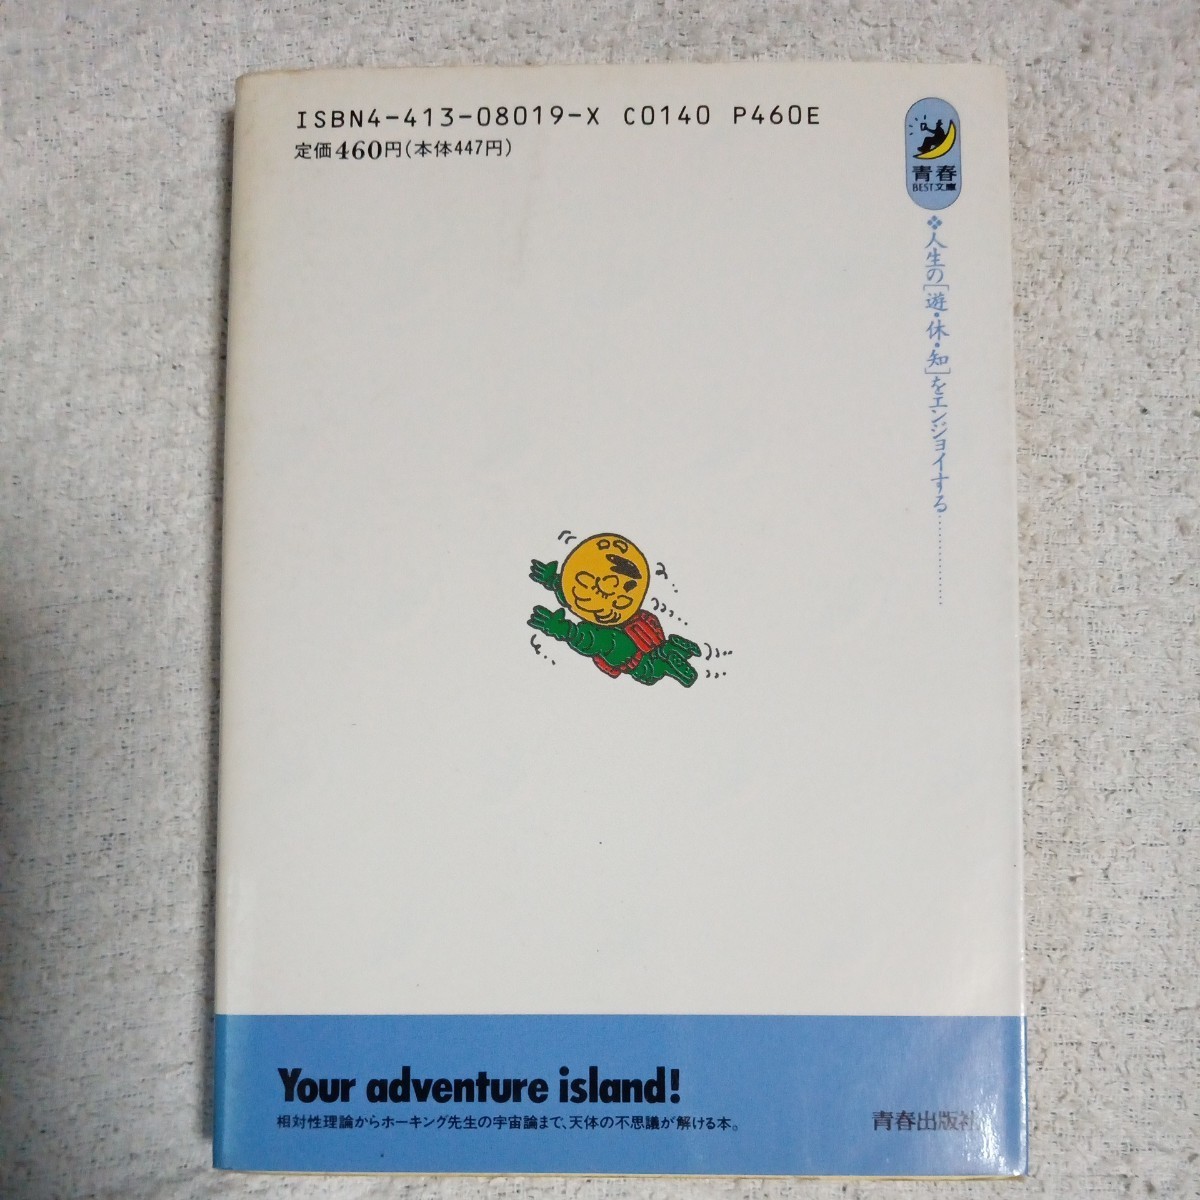 ISBN4-413-08019-X C0140 P460E
定価460円(本体447円)
青春
BEST文庫
❖人生の[遊・休・知]をエンジョイする……………
Your adventure island!
相対性理論からホーキング先生の宇宙論まで、天体の不思議が解ける本。
青春出版社